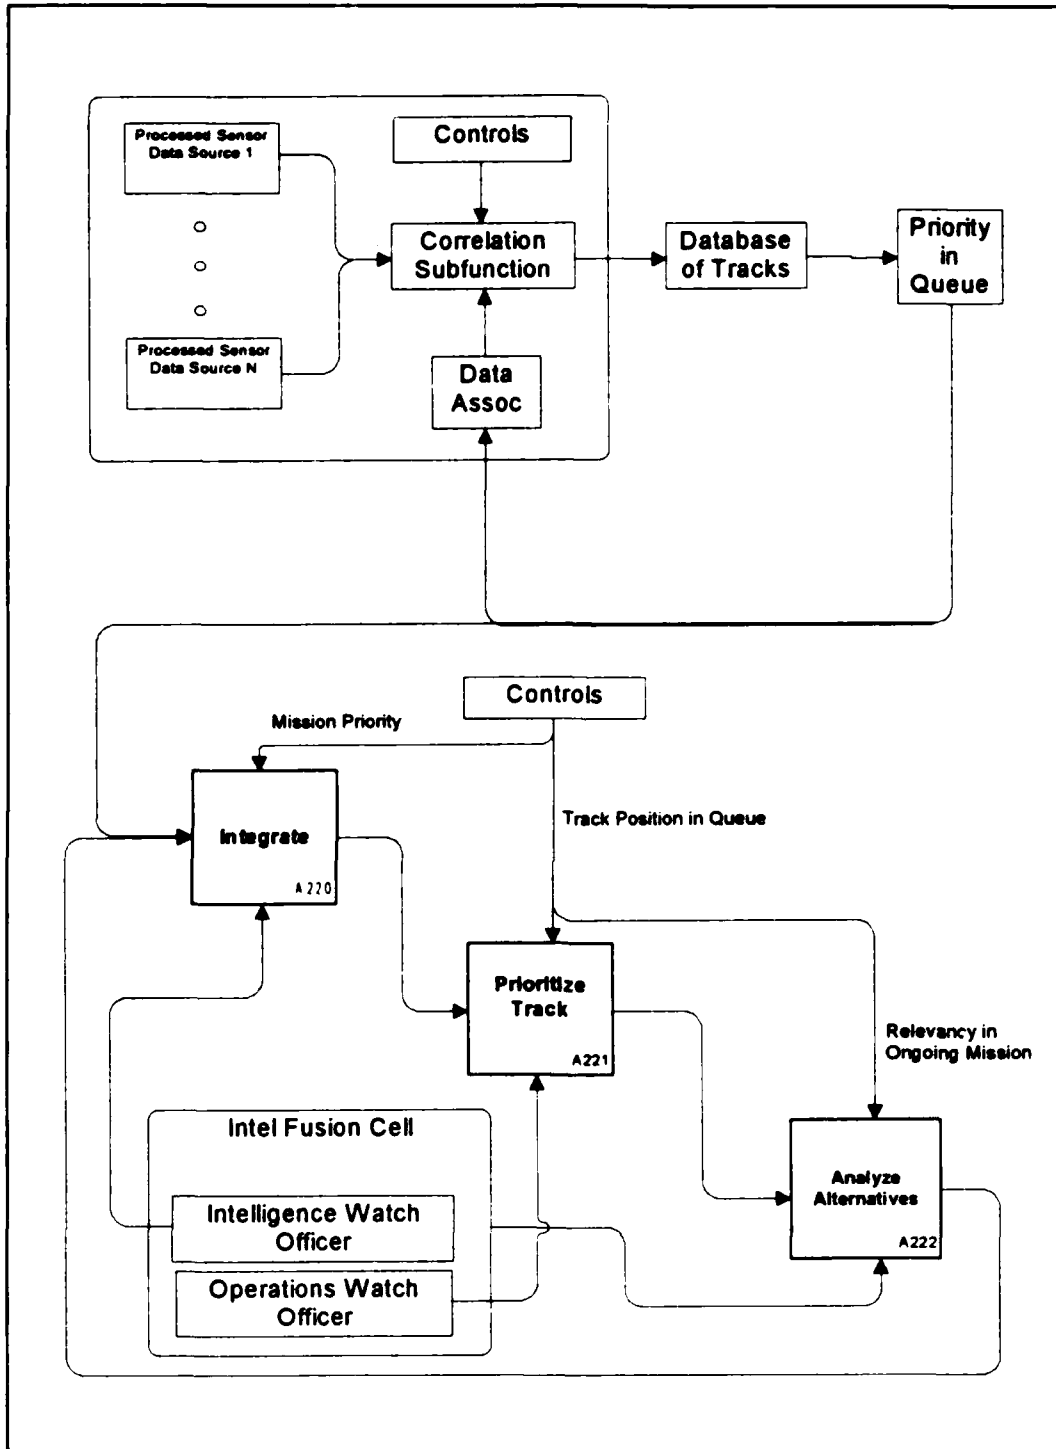 Processed Sensor
Data Source 1
Controls
Correlation
Subfunction
Database
of Tracks
Priority
in
Queue
Processed Sensor
Data Source N
Data
Assoc
Controls
Mission Priority
Integrate
A220
Track Position in Queue
Prioritize
Track
A221
Relevancy in
Ongoing Mission
Intel Fusion Cell
Analyze
Alternatives
A222
Intelligence Watch
Officer
Operations Watch
Officer